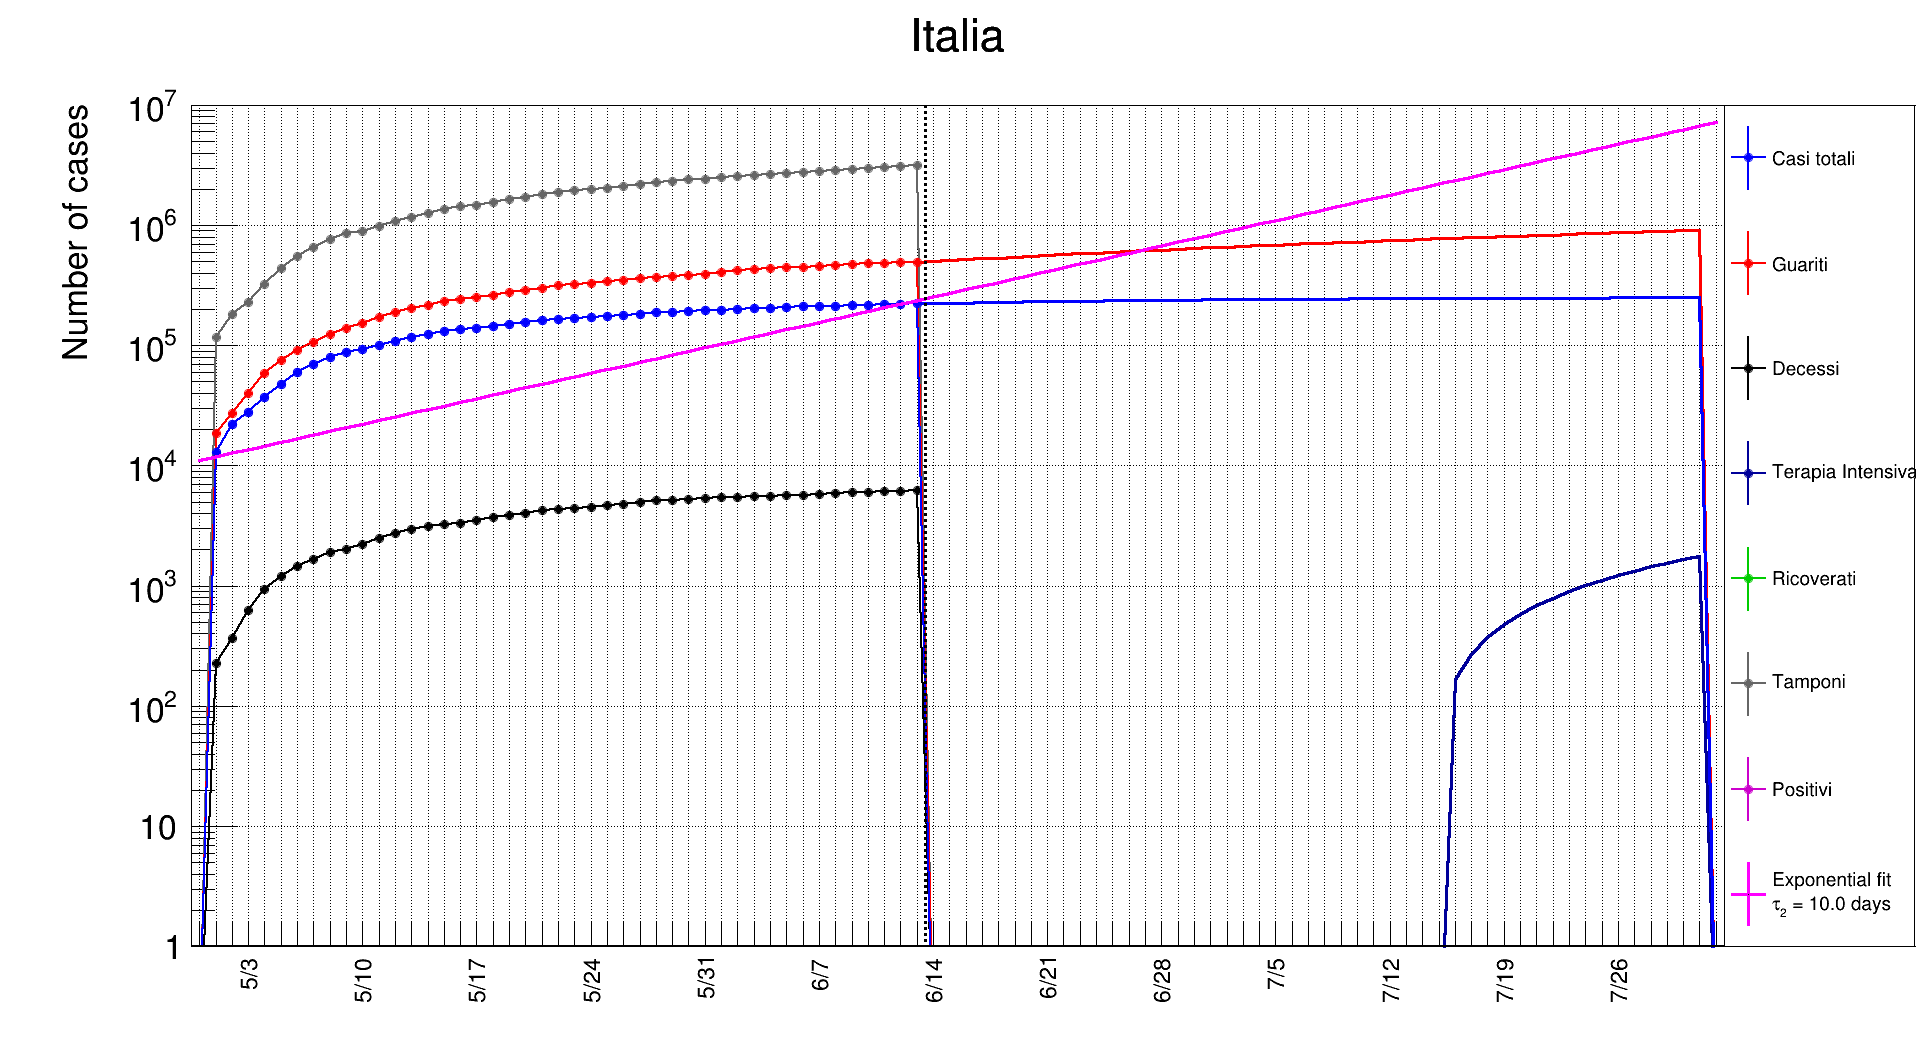 Italia
Number of cases
10^7
10^6
10^5
10^4
10^3
10^2
10
1
5/3
5/10
5/17
5/24
5/31
6/7
6/14
6/21
6/28
7/5
7/12
7/19
7/26
Casi totali
Guariti
Decessi
Terapia Intensiva
Ricoverati
Tamponi
Positivi
Exponential fit
τ_2 = 10.0 days